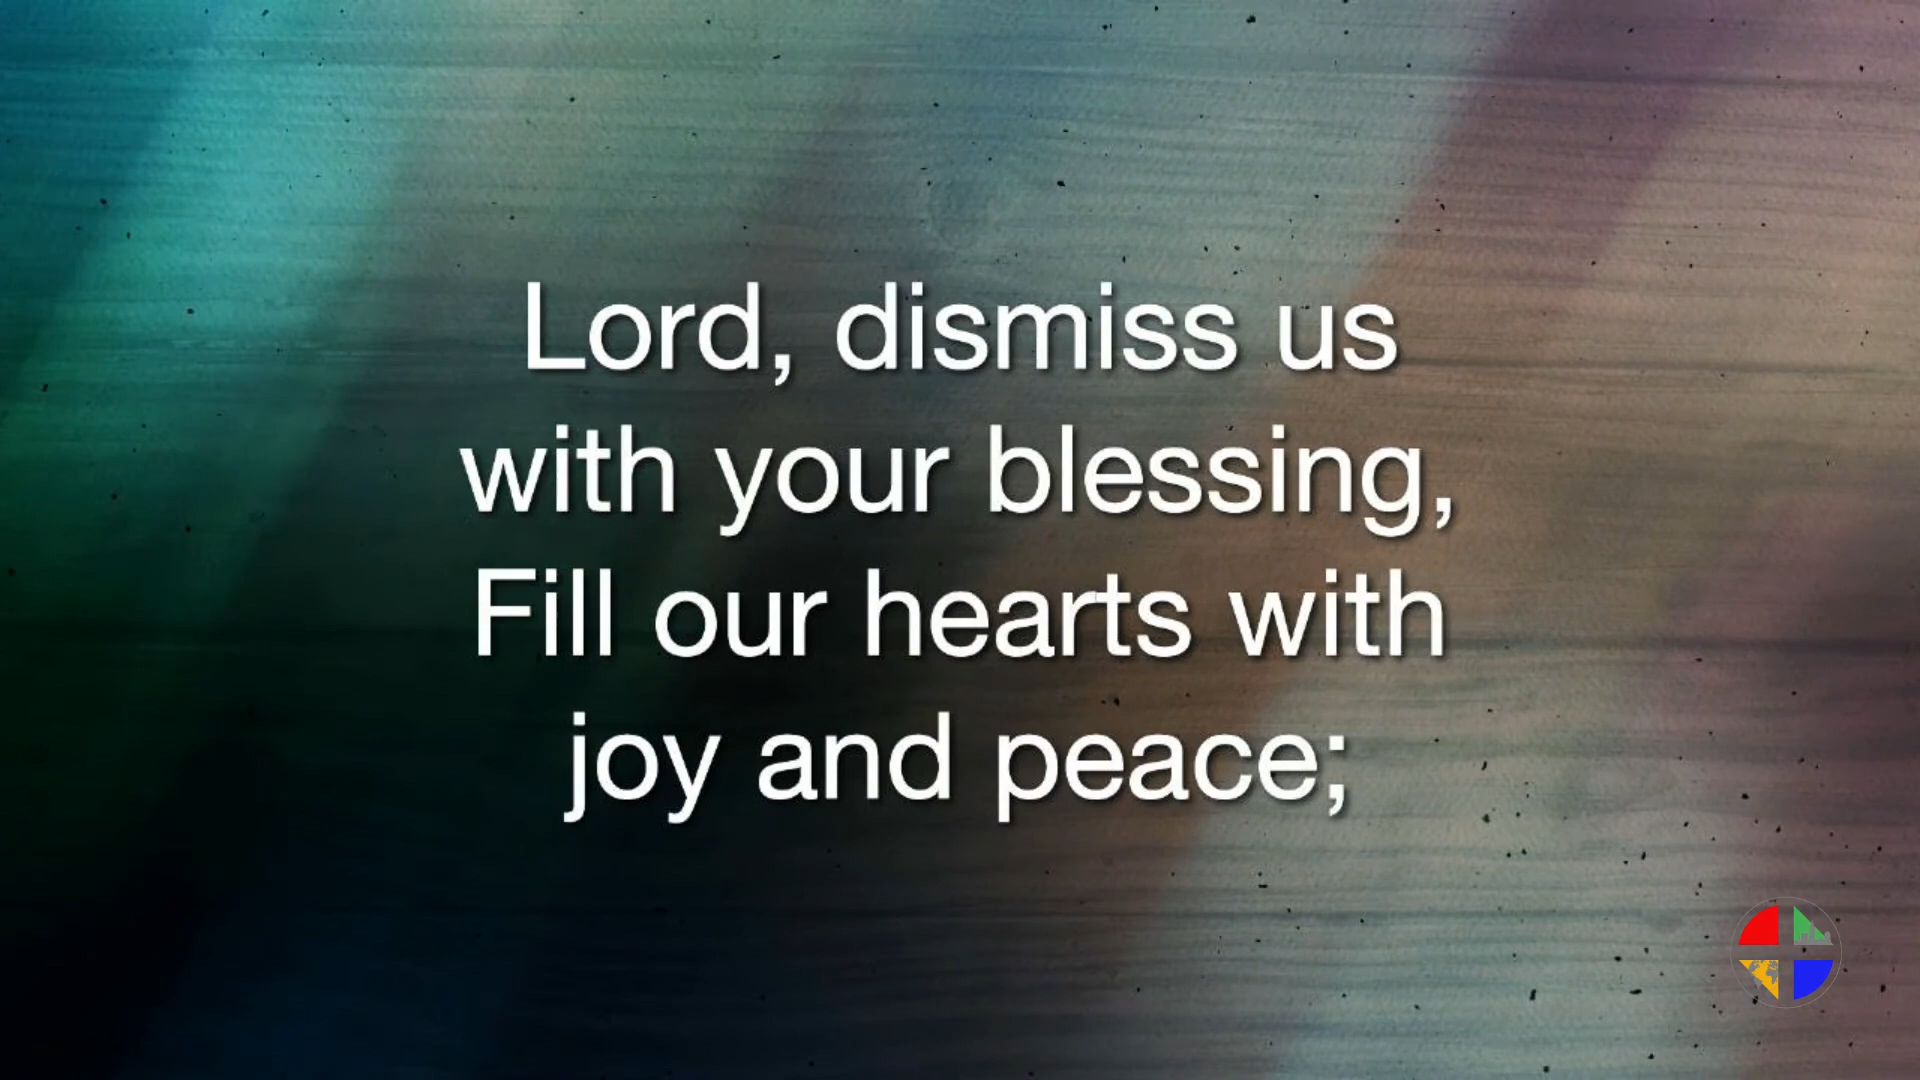 Lord, dismiss us
with your blessing,
Fill our hearts with
joy and peace;